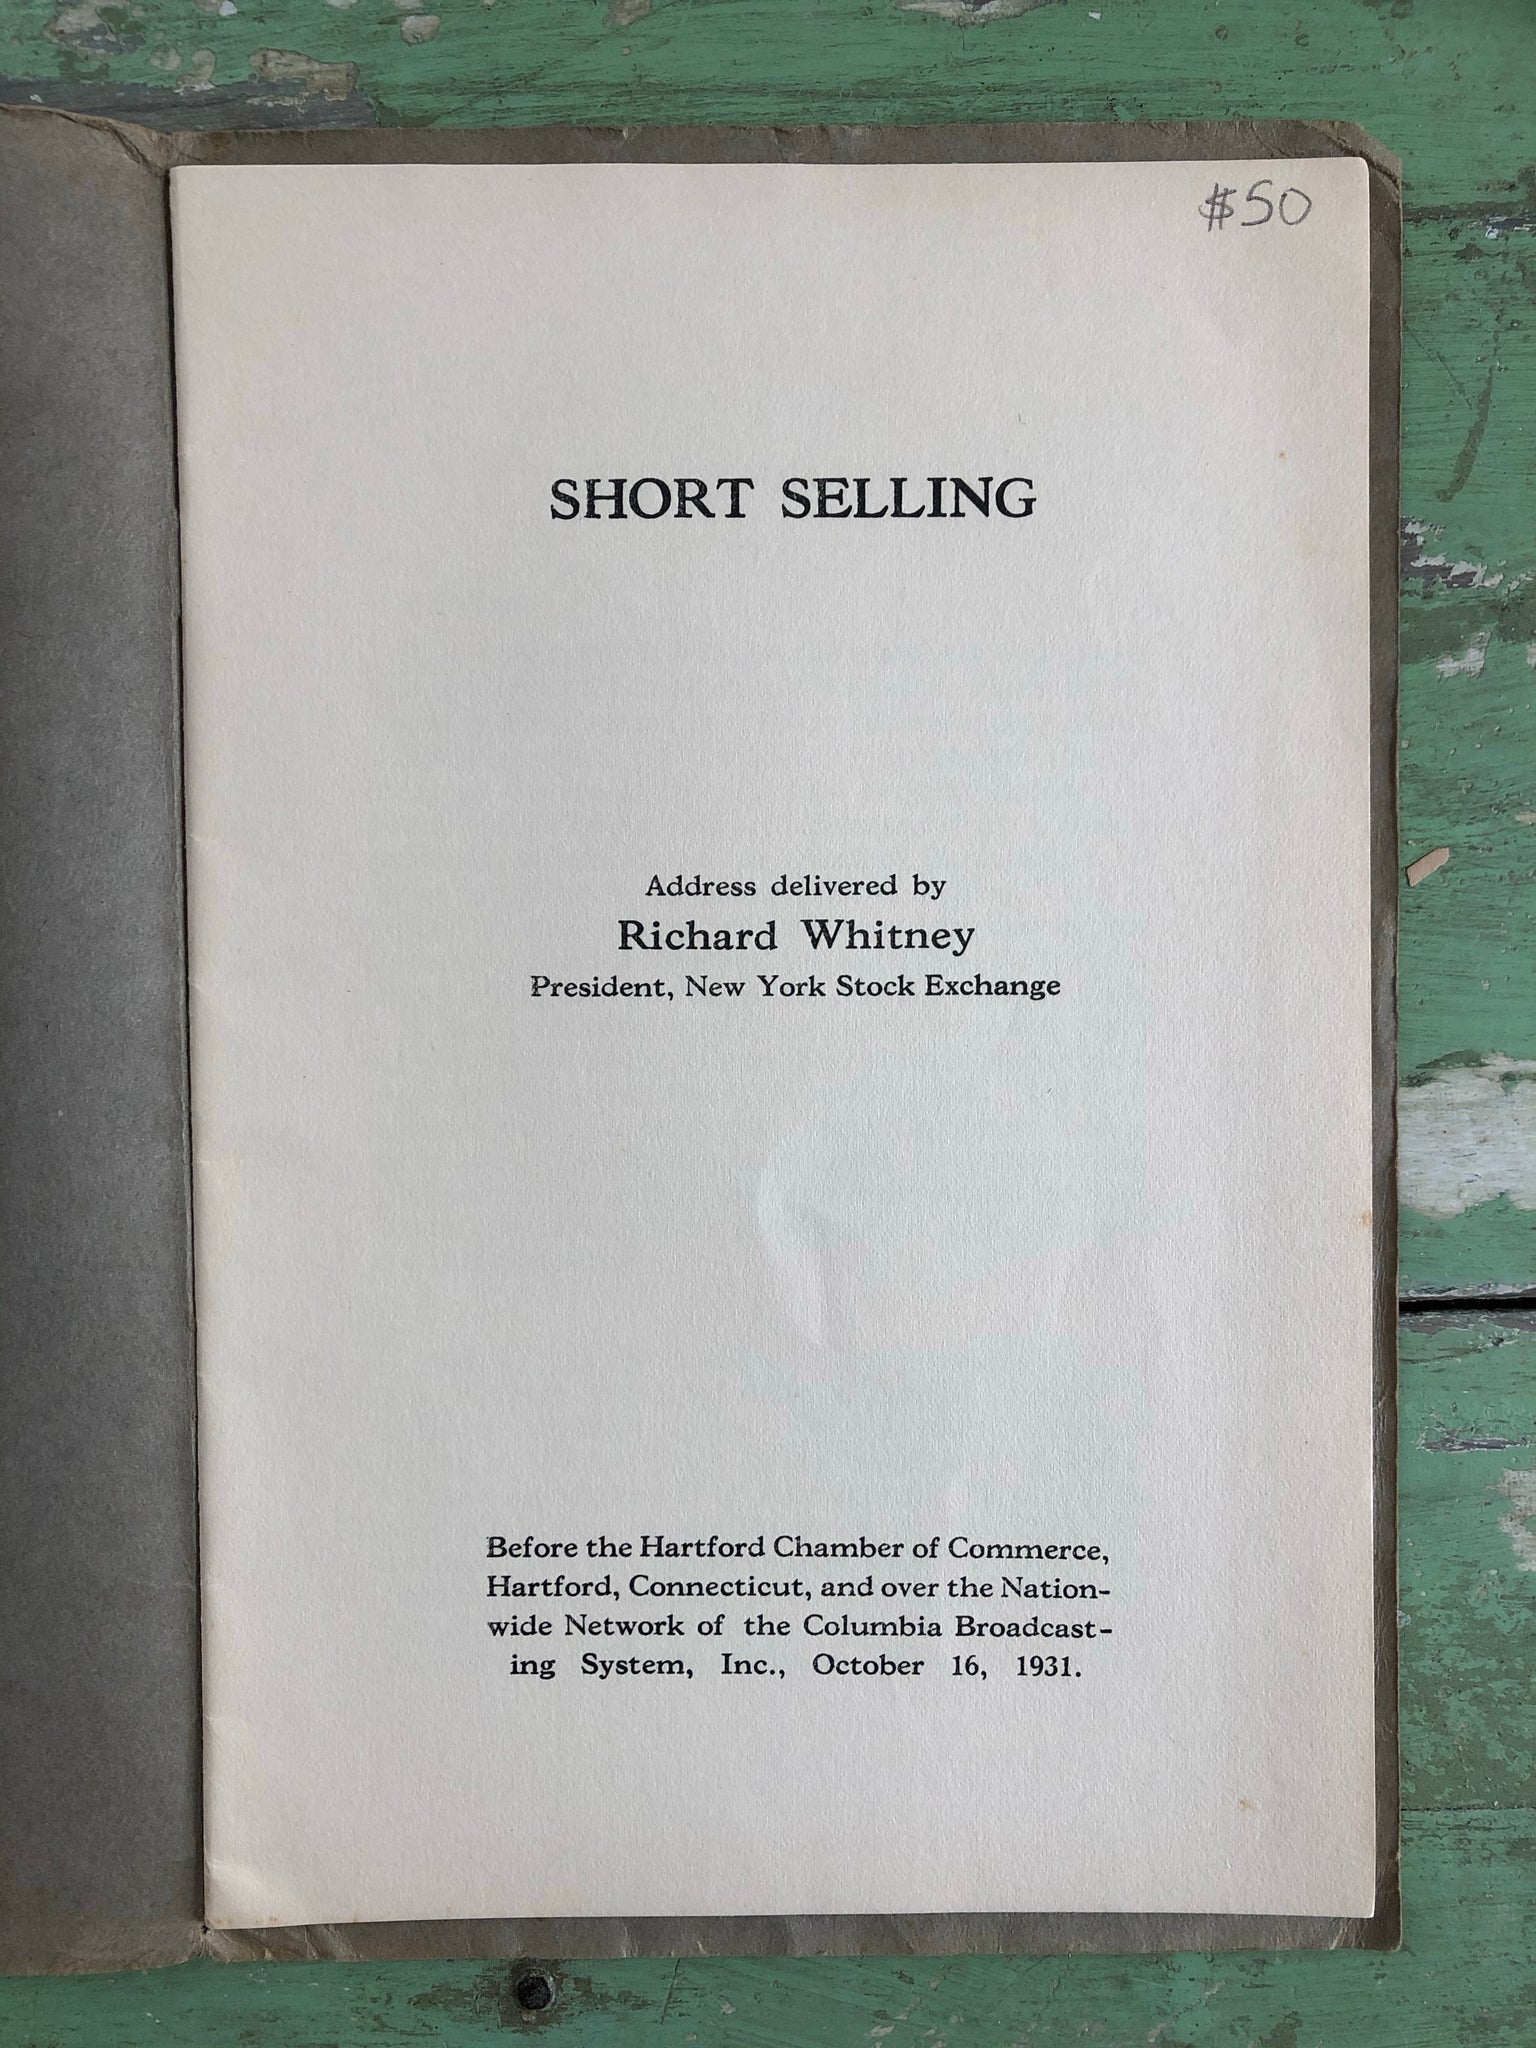 $50
SHORT SELLING
Address delivered by
Richard Whitney
President, New York Stock Exchange
Before the Hartford Chamber of Commerce,
Hartford, Connecticut, and over the Nation-
wide Network of the Columbia Broadcast-
ing System, Inc., October 16, 1931.